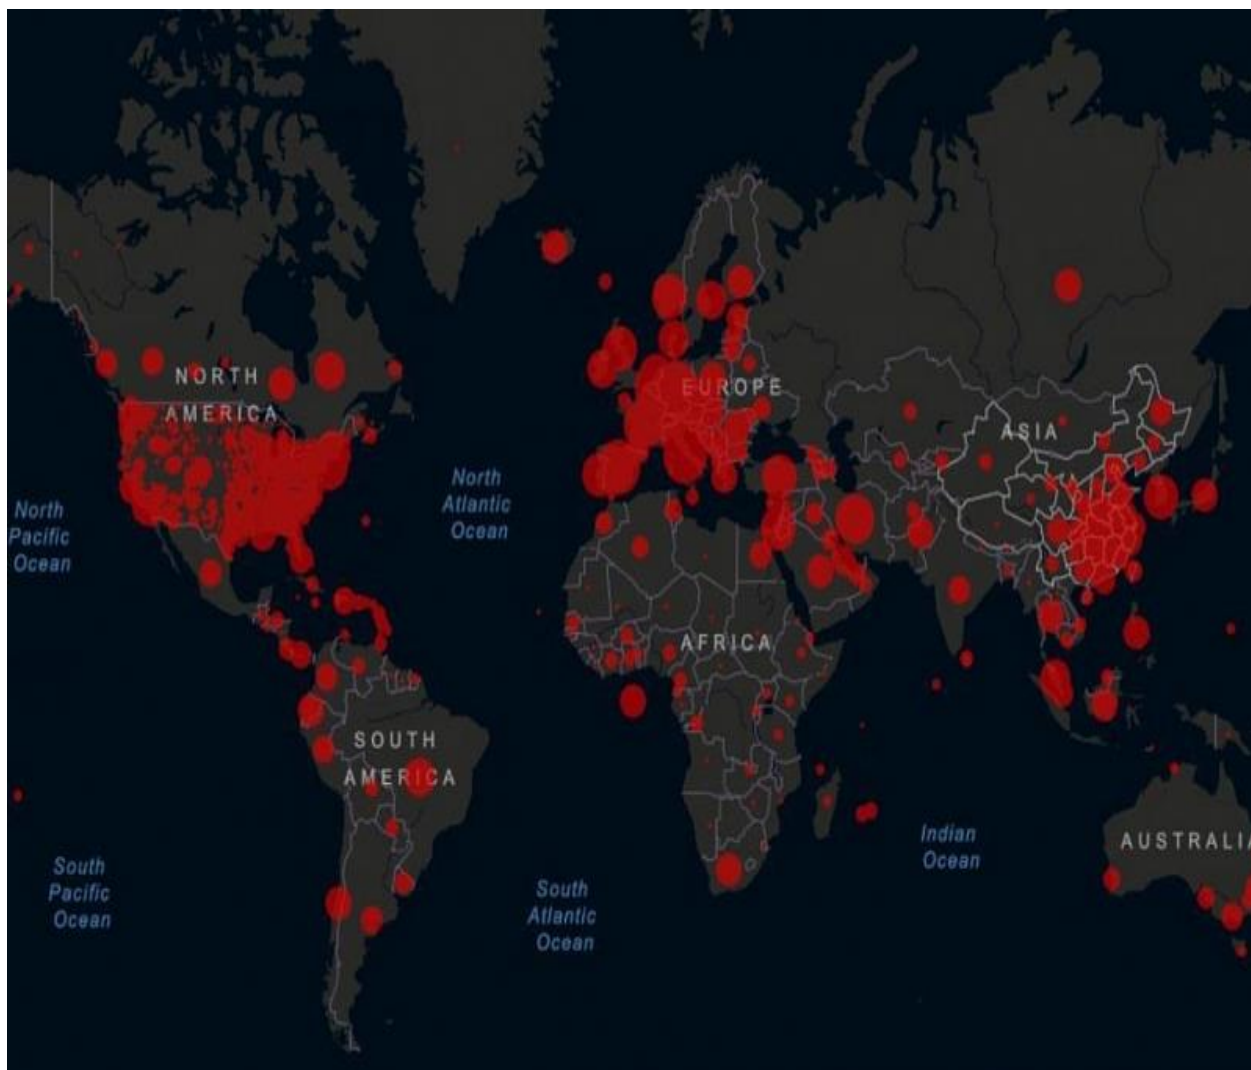 NORTH
AMERICA
EUROPE
ASIA
North
Atlantic
Ocean
North
Pacific
Ocean
AFRICA
SOUTH
AMERICA
Indian
Ocean
AUSTRALIA
South
Pacific
Ocean
South
Atlantic
Ocean